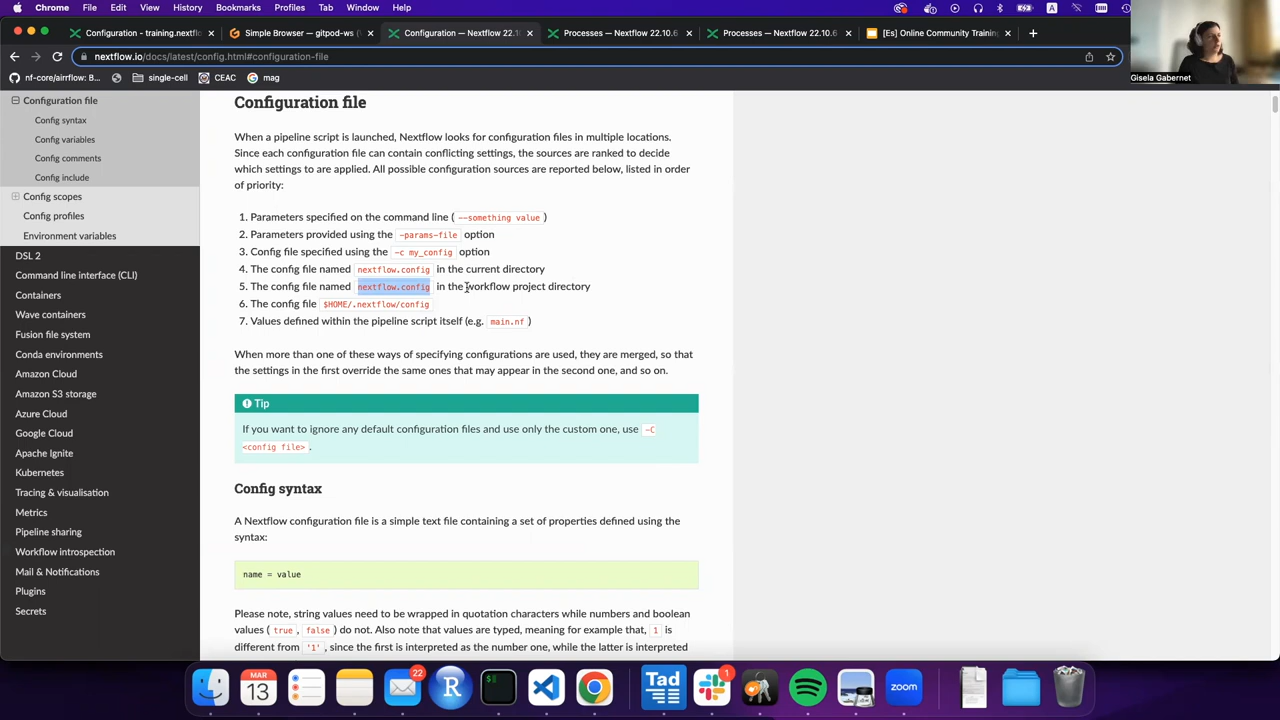 Chrome File Edit View History Bookmarks Profiles Tab Window Help
Configuration - training.nextfl
Simple Browser — gitpod-ws (W
Configuration — Nextflow 22.10
Processes — Nextflow 22.10.6
Processes — Nextflow 22.10.6
[Es] Online Community Training
nextflow.io/docs/latest/config.html#configuration-file
nf-core/airrflow: B...
single-cell
CEAC
mag
Gisela Gabernet
Configuration file
Config syntax
Config variables
Config comments
Config include
Config scopes
Config profiles
Environment variables
DSL 2
Command line interface (CLI)
Containers
Wave containers
Fusion file system
Conda environments
Amazon Cloud
Amazon S3 storage
Azure Cloud
Google Cloud
Apache Ignite
Kubernetes
Tracing & visualisation
Metrics
Pipeline sharing
Workflow introspection
Mail & Notifications
Plugins
Secrets
Configuration file
When a pipeline script is launched, Nextflow looks for configuration files in multiple locations.
Since each configuration file can contain conflicting settings, the sources are ranked to decide
which settings to are applied. All possible configuration sources are reported below, listed in order
of priority:
1. Parameters specified on the command line ( --something value )
2. Parameters provided using the -params-file option
3. Config file specified using the -c my_config option
4. The config file named nextflow.config in the current directory
5. The config file named nextflow.config in the workflow project directory
6. The config file $HOME/.nextflow/config
7. Values defined within the pipeline script itself (e.g. main.nf )
When more than one of these ways of specifying configurations are used, they are merged, so that
the settings in the first override the same ones that may appear in the second one, and so on.
Tip
If you want to ignore any default configuration files and use only the custom one, use -C
<config file> .
Config syntax
A Nextflow configuration file is a simple text file containing a set of properties defined using the
syntax:
name = value
Please note, string values need to be wrapped in quotation characters while numbers and boolean
values ( true , false ) do not. Also note that values are typed, meaning for example that, 1 is
different from '1' , since the first is interpreted as the number one, while the latter is interpreted
MAR
13
22
R
$
Tad
1
zoom